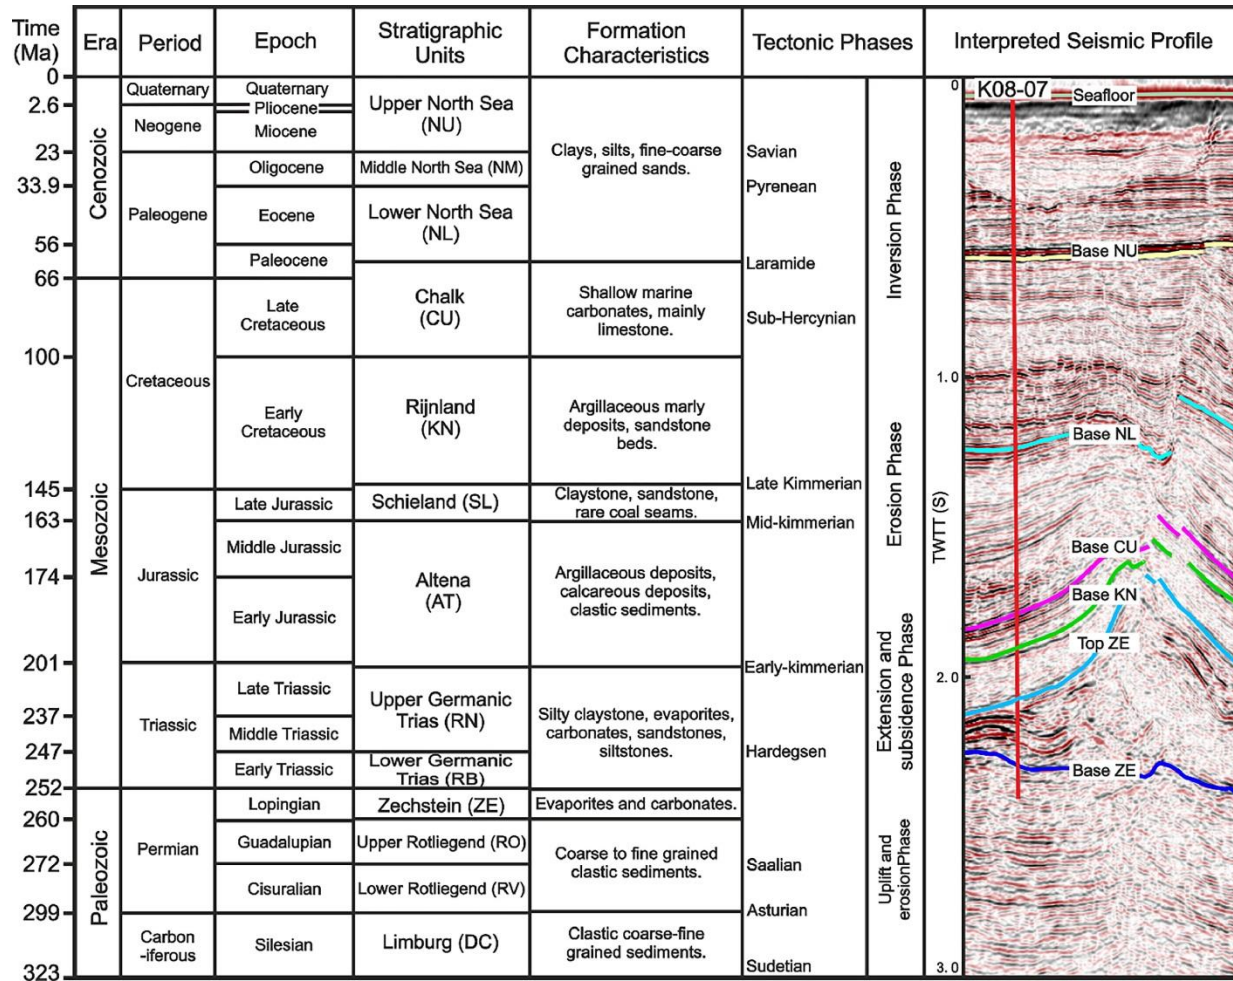 Time
(Ma)
Era
Period
Epoch
Stratigraphic
Units
Formation
Characteristics
Tectonic Phases
Interpreted Seismic Profile
0
2.6
23
33.9
56
66
100
145
163
174
201
237
247
252
260
272
299
323
Cenozoic
Mesozoic
Paleozoic
Quaternary
Neogene
Paleogene
Cretaceous
Jurassic
Triassic
Permian
Carbon
-iferous
Quaternary
Pliocene
Miocene
Oligocene
Eocene
Paleocene
Late
Cretaceous
Early
Cretaceous
Late Jurassic
Middle Jurassic
Early Jurassic
Late Triassic
Middle Triassic
Early Triassic
Lopingian
Guadalupian
Cisuralian
Silesian
Upper North Sea
(NU)
Middle North Sea (NM)
Lower North Sea
(NL)
Chalk
(CU)
Rijnland
(KN)
Schieland (SL)
Altena
(AT)
Upper Germanic
Trias (RN)
Lower Germanic
Trias (RB)
Zechstein (ZE)
Upper Rotliegend (RO)
Lower Rotliegend (RV)
Limburg (DC)
Clays, silts, fine-coarse
grained sands.
Shallow marine
carbonates, mainly
limestone.
Argillaceous marly
deposits, sandstone
beds.
Claystone, sandstone,
rare coal seams.
Argillaceous deposits,
calcareous deposits,
clastic sediments.
Silty claystone, evaporites,
carbonates, sandstones,
siltstones.
Evaporites and carbonates.
Coarse to fine grained
clastic sediments.
Clastic coarse-fine
grained sediments.
Savian
Pyrenean
Laramide
Sub-Hercynian
Late Kimmerian
Mid-kimmerian
Early-kimmerian
Hardegsen
Saalian
Asturian
Sudetian
Inversion Phase
Erosion Phase
Extension and
subsidence Phase
Uplift and
erosionPhase
0
1.0
TWTT (S)
2.0
3.0
K08-07
Seafloor
Base NU
Base NL
Base CU
Base KN
Top ZE
Base ZE